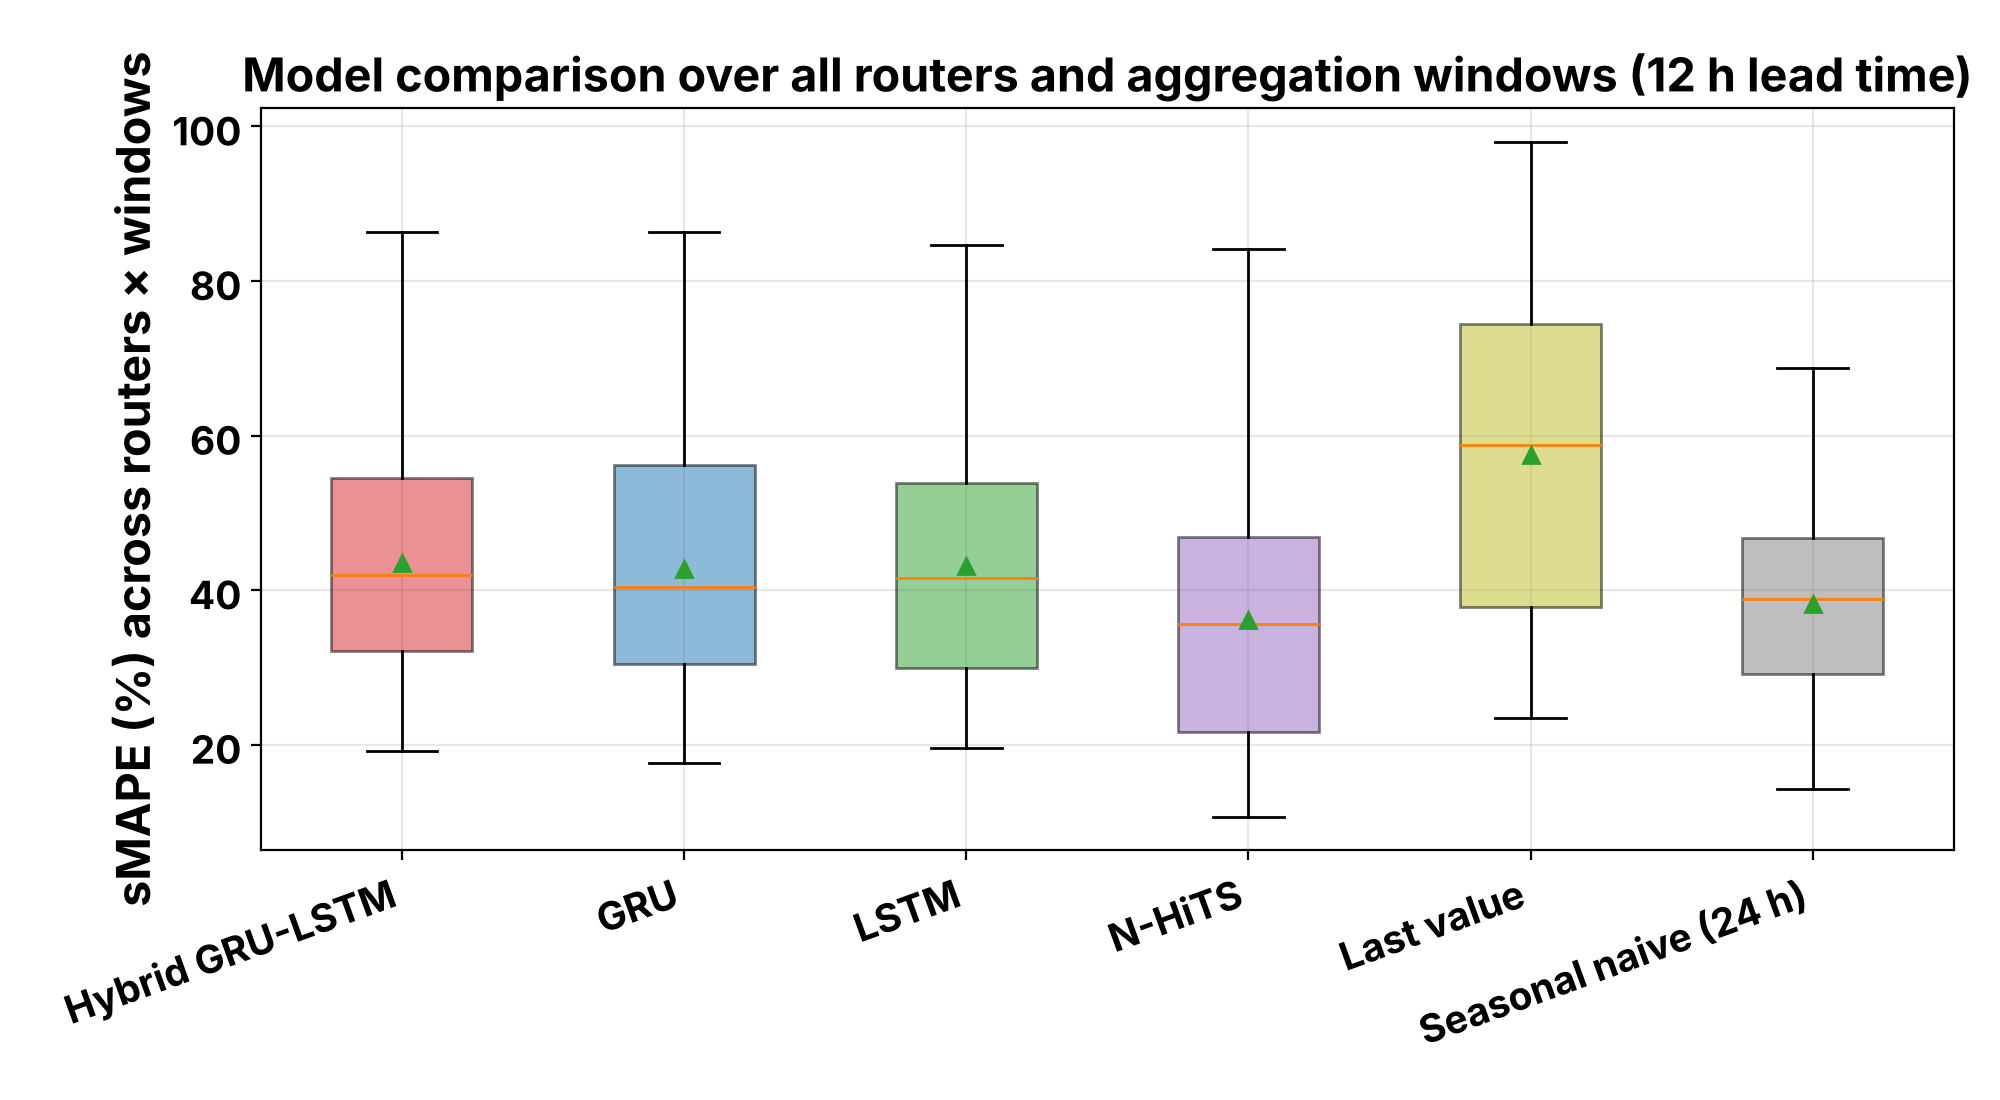 Model comparison over all routers and aggregation windows (12 h lead time)
sMAPE (%) across routers × windows
100
80
60
40
20
Hybrid GRU-LSTM
GRU
LSTM
N-HiTS
Last value
Seasonal naive (24 h)